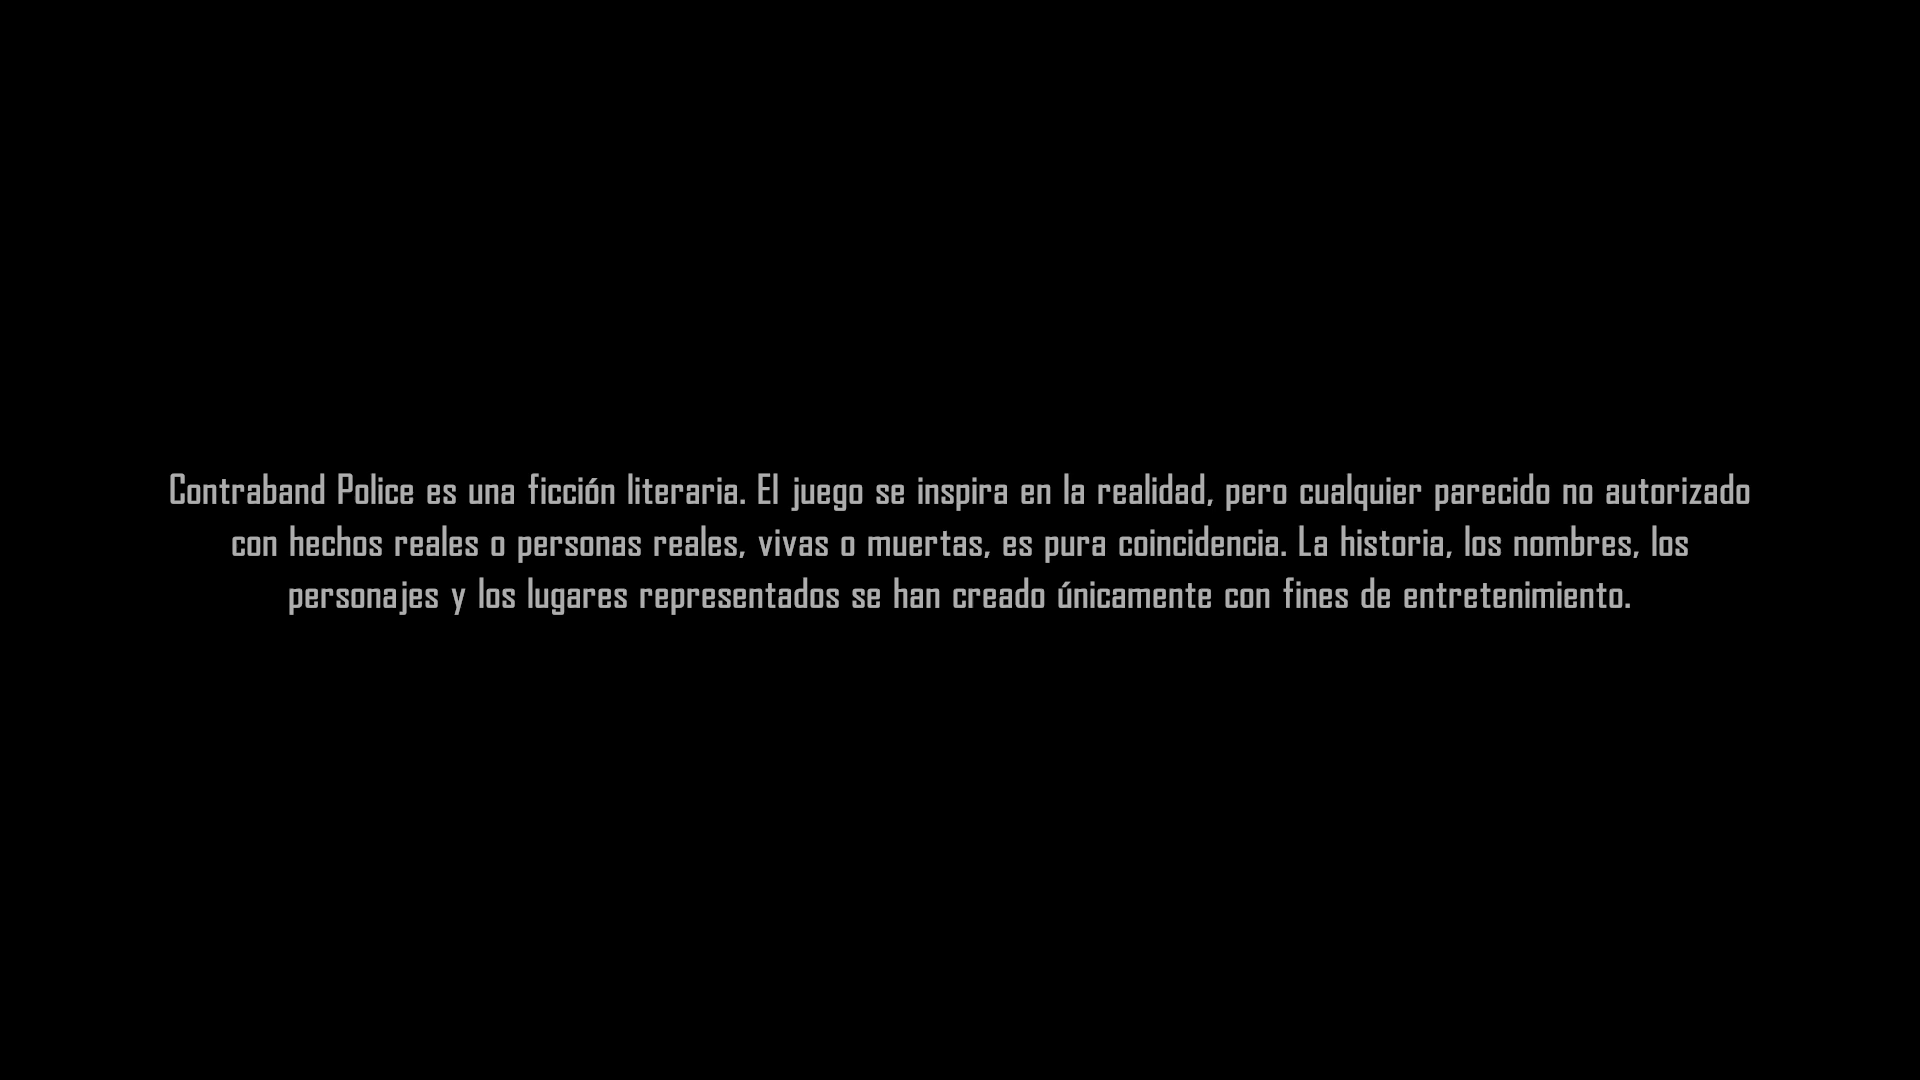 Contraband Police es una ficción literaria. El juego se inspira en la realidad, pero cualquier parecido no autorizado
con hechos reales o personas reales, vivas o muertas, es pura coincidencia. La historia, los nombres, los
personajes y los lugares representados se han creado únicamente con fines de entretenimiento.